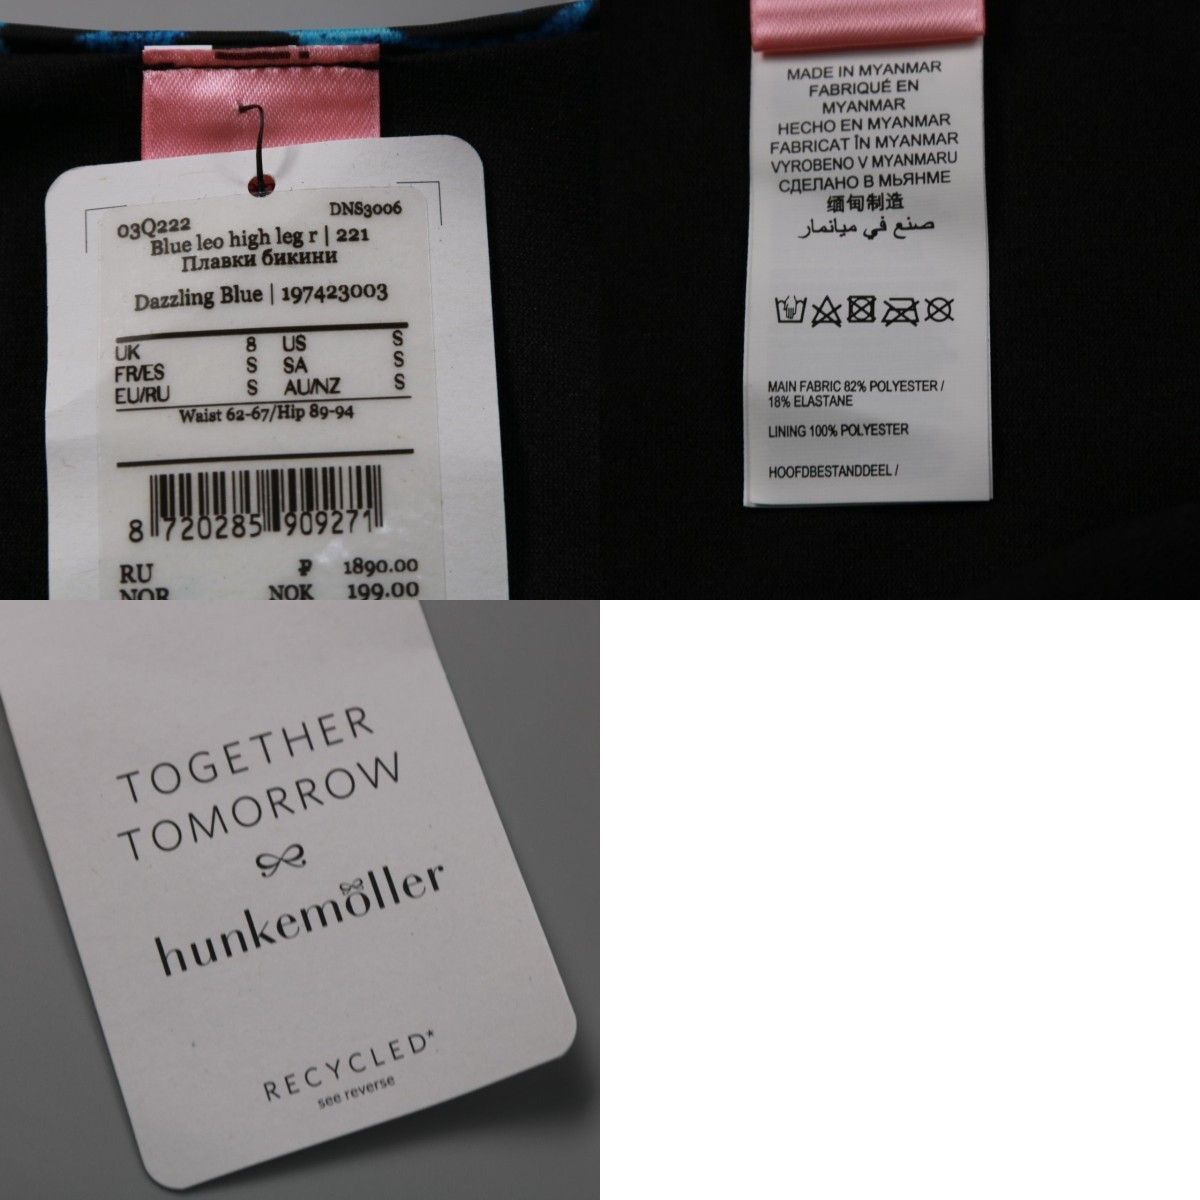 03Q222 DNS3006
Blue leo high leg r | 221
Плавки бикини
Dazzling Blue | 197423003
UK 8 US S
FR/ES S SA S
EU/RU S AU/NZ S
Waist 62-67/Hip 89-94
8 720285 909271
RU ₽ 1890.00
NOR NOK 199.00
MADE IN MYANMAR
FABRIQUÉ EN
MYANMAR
HECHO EN MYANMAR
FABRICAT ÎN MYANMAR
VYROBENO V MYANMARU
СДЕЛАНО В МЬЯНМЕ
缅甸制造
صنع في ميانمار
MAIN FABRIC 82% POLYESTER /
18% ELASTANE
LINING 100% POLYESTER
HOOFDBESTANDDEEL /
TOGETHER
TOMORROW
hunkemöller
RECYCLED*
see reverse